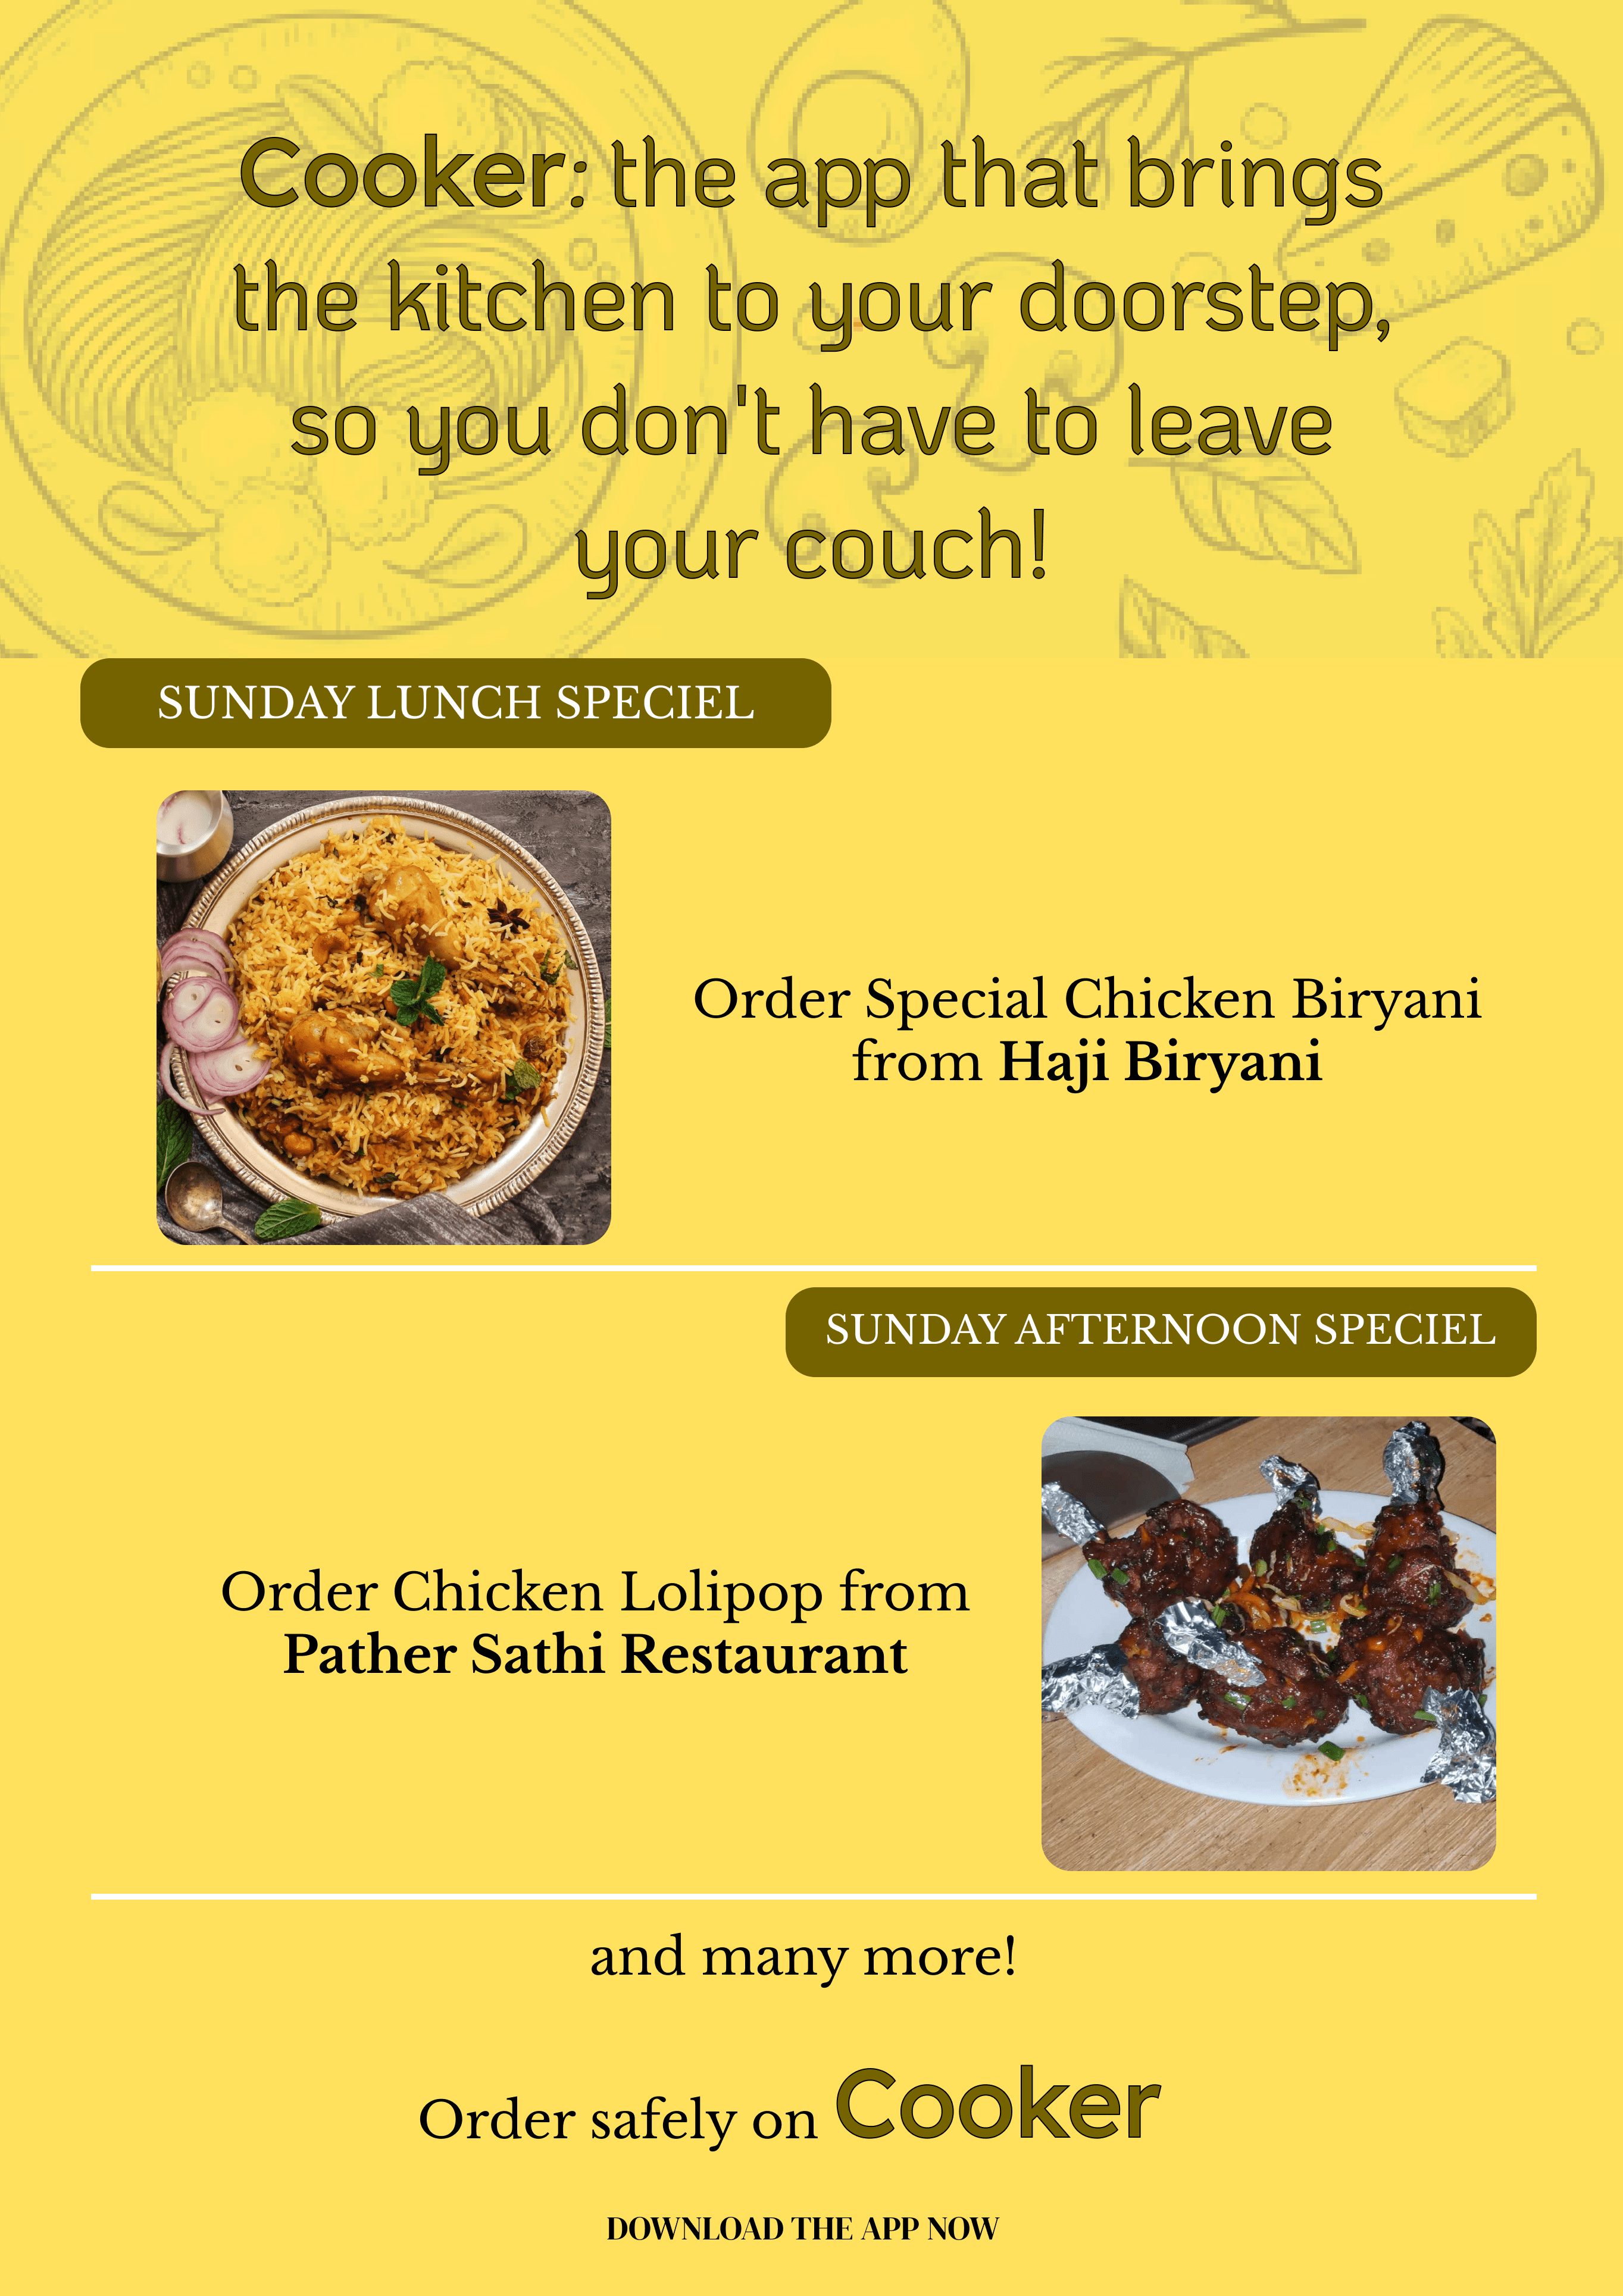 Cooker: the app that brings
the kitchen to your doorstep,
so you don't have to leave
your couch!
SUNDAY LUNCH SPECIEL
Order Special Chicken Biryani
from Haji Biryani
SUNDAY AFTERNOON SPECIEL
Order Chicken Lolipop from
Pather Sathi Restaurant
and many more!
Order safely on Cooker
DOWNLOAD THE APP NOW